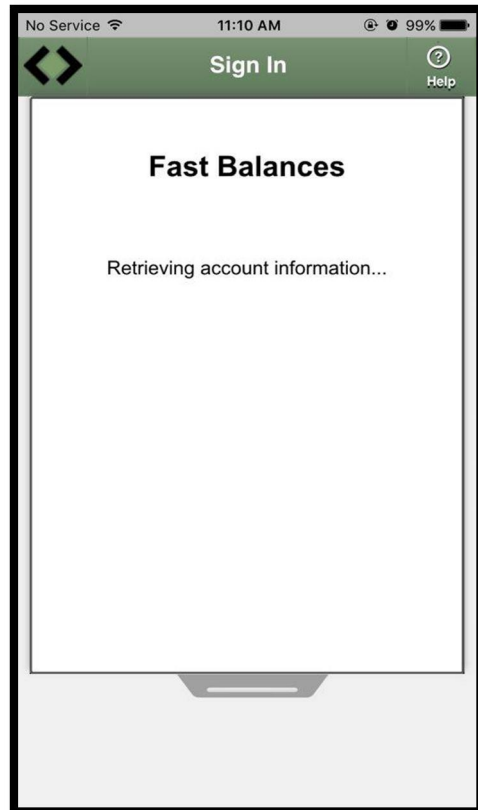 No Service 11:10 AM 99%
Sign In
Help
Fast Balances
Retrieving account information...